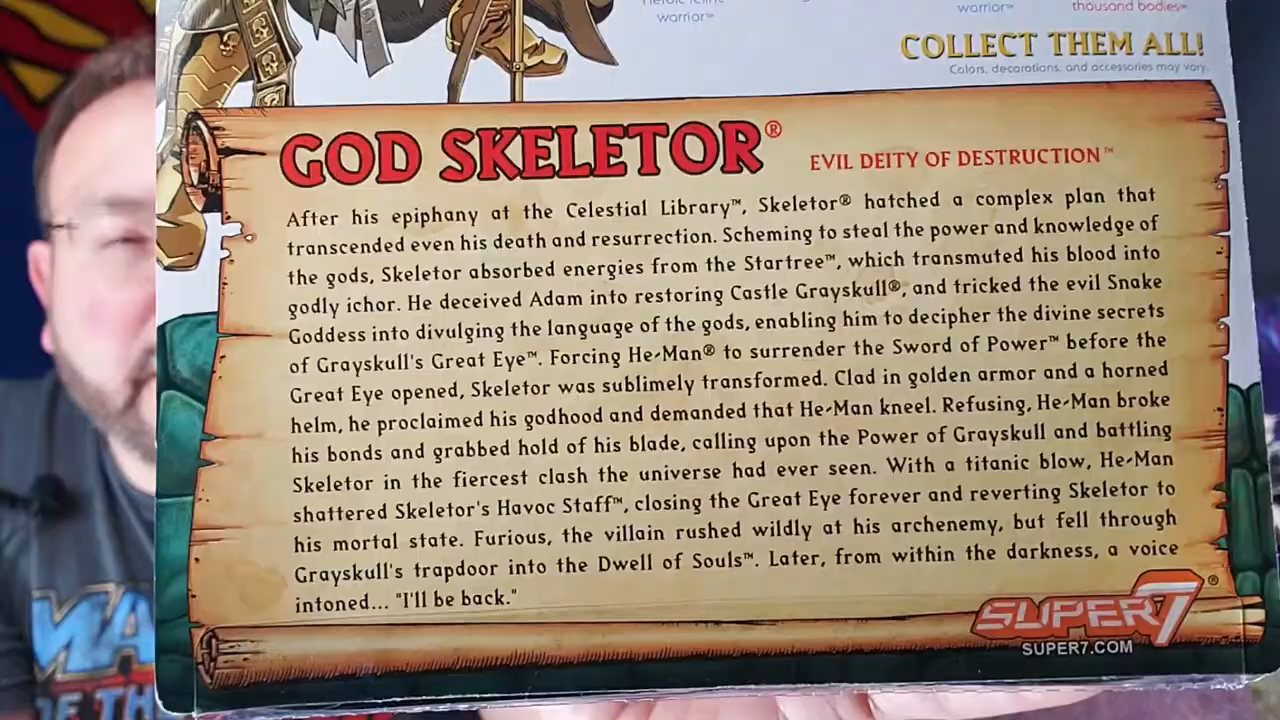 warrior™
warrior™
thousand bodies™
COLLECT THEM ALL!
Colors, decorations, and accessories may vary.
GOD SKELETOR®
EVIL DEITY OF DESTRUCTION™
After his epiphany at the Celestial Library™, Skeletor® hatched a complex plan that
transcended even his death and resurrection. Scheming to steal the power and knowledge of
the gods, Skeletor absorbed energies from the Startree™, which transmuted his blood into
godly ichor. He deceived Adam into restoring Castle Grayskull®, and tricked the evil Snake
Goddess into divulging the language of the gods, enabling him to decipher the divine secrets
of Grayskull's Great Eye™. Forcing He-Man® to surrender the Sword of Power™ before the
Great Eye opened, Skeletor was sublimely transformed. Clad in golden armor and a horned
helm, he proclaimed his godhood and demanded that He-Man kneel. Refusing, He-Man broke
his bonds and grabbed hold of his blade, calling upon the Power of Grayskull and battling
Skeletor in the fiercest clash the universe had ever seen. With a titanic blow, He-Man
shattered Skeletor's Havoc Staff™, closing the Great Eye forever and reverting Skeletor to
his mortal state. Furious, the villain rushed wildly at his archenemy, but fell through
Grayskull's trapdoor into the Dwell of Souls™. Later, from within the darkness, a voice
intoned... "I'll be back."
SUPER7®
SUPER7.COM
MA
OF TH